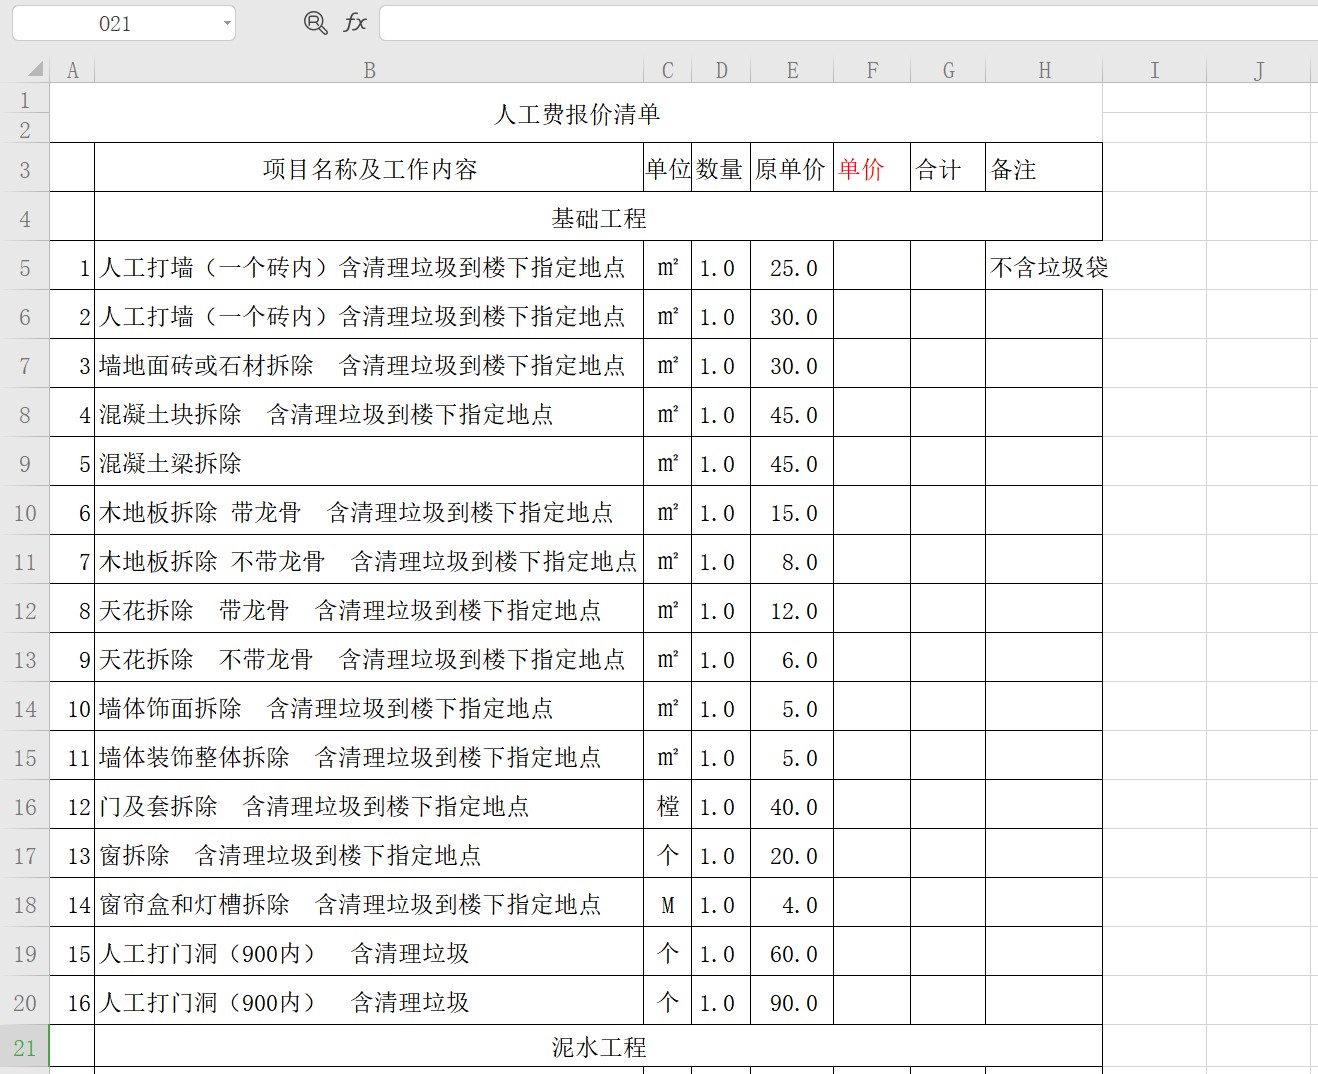 O21 fx
A B C D E F G H I J
1 人工费报价清单
2
3 项目名称及工作内容 单位 数量 原单价 单价 合计 备注
4 基础工程
5 1 人工打墙（一个砖内）含清理垃圾到楼下指定地点 m² 1.0 25.0 不含垃圾袋
6 2 人工打墙（一个砖内）含清理垃圾到楼下指定地点 m² 1.0 30.0
7 3 墙地面砖或石材拆除　含清理垃圾到楼下指定地点 m² 1.0 30.0
8 4 混凝土块拆除　含清理垃圾到楼下指定地点 m² 1.0 45.0
9 5 混凝土梁拆除 m² 1.0 45.0
10 6 木地板拆除 带龙骨　含清理垃圾到楼下指定地点 m² 1.0 15.0
11 7 木地板拆除 不带龙骨　含清理垃圾到楼下指定地点 m² 1.0 8.0
12 8 天花拆除　带龙骨　含清理垃圾到楼下指定地点 m² 1.0 12.0
13 9 天花拆除　不带龙骨　含清理垃圾到楼下指定地点 m² 1.0 6.0
14 10 墙体饰面拆除　含清理垃圾到楼下指定地点 m² 1.0 5.0
15 11 墙体装饰整体拆除　含清理垃圾到楼下指定地点 m² 1.0 5.0
16 12 门及套拆除　含清理垃圾到楼下指定地点 樘 1.0 40.0
17 13 窗拆除　含清理垃圾到楼下指定地点 个 1.0 20.0
18 14 窗帘盒和灯槽拆除　含清理垃圾到楼下指定地点 M 1.0 4.0
19 15 人工打门洞（900内）　含清理垃圾 个 1.0 60.0
20 16 人工打门洞（900内）　含清理垃圾 个 1.0 90.0
21 泥水工程